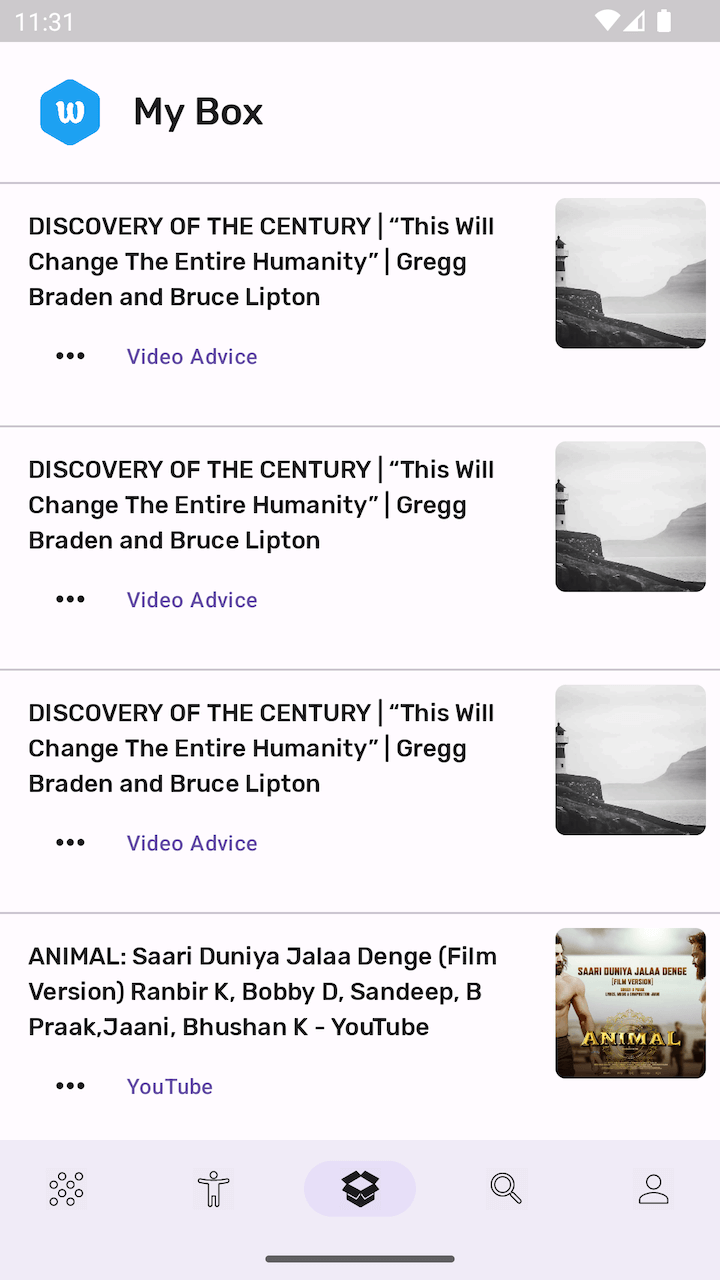 11:31
w
My Box
DISCOVERY OF THE CENTURY | “This Will
Change The Entire Humanity” | Gregg
Braden and Bruce Lipton
Video Advice
DISCOVERY OF THE CENTURY | “This Will
Change The Entire Humanity” | Gregg
Braden and Bruce Lipton
Video Advice
DISCOVERY OF THE CENTURY | “This Will
Change The Entire Humanity” | Gregg
Braden and Bruce Lipton
Video Advice
ANIMAL: Saari Duniya Jalaa Denge (Film
Version) Ranbir K, Bobby D, Sandeep, B
Praak,Jaani, Bhushan K - YouTube
SAARI DUNIYA JALAA DENGE
(FILM VERSION)
ANIMAL
YouTube